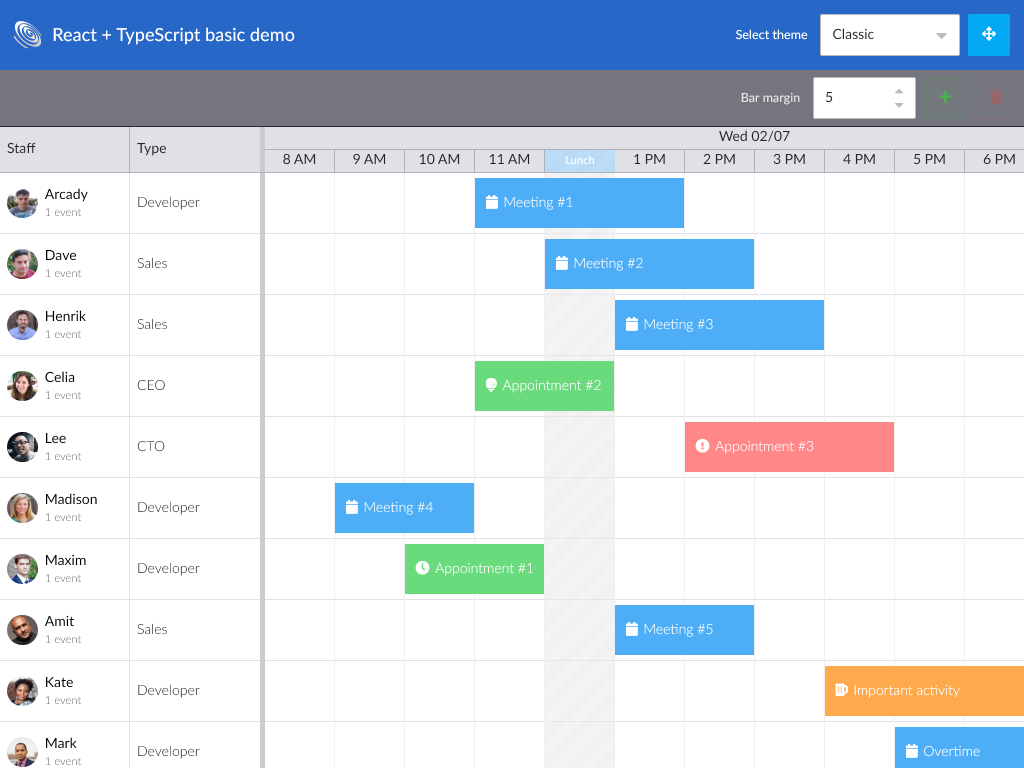 React + TypeScript basic demo
Select theme
Classic
Bar margin
5
Staff
Type
Wed 02/07
8 AM 9 AM 10 AM 11 AM Lunch 1 PM 2 PM 3 PM 4 PM 5 PM 6 PM
Arcady
1 event
Developer
Meeting #1
Dave
1 event
Sales
Meeting #2
Henrik
1 event
Sales
Meeting #3
Celia
1 event
CEO
Appointment #2
Lee
1 event
CTO
Appointment #3
Madison
1 event
Developer
Meeting #4
Maxim
1 event
Developer
Appointment #1
Amit
1 event
Sales
Meeting #5
Kate
1 event
Developer
Important activity
Mark
1 event
Developer
Overtime